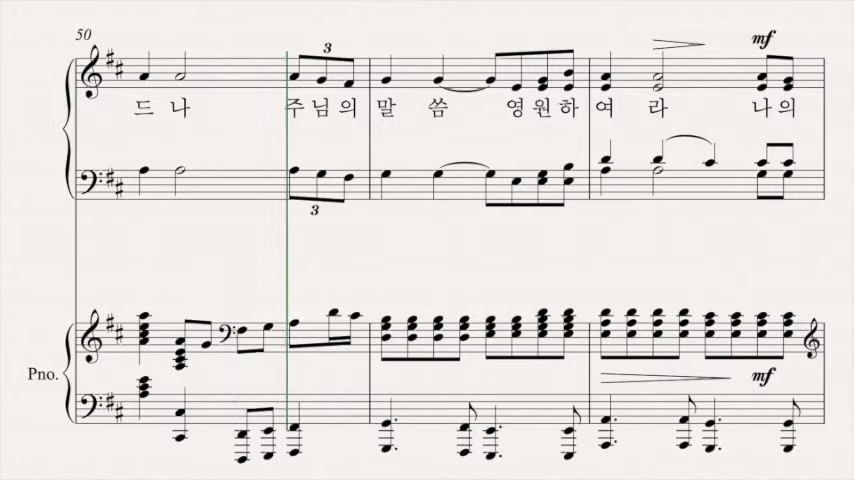 50
3
mf
드 나 주 님 의 말 씀 영 원 하 여 라 나 의
3
Pno.
mf